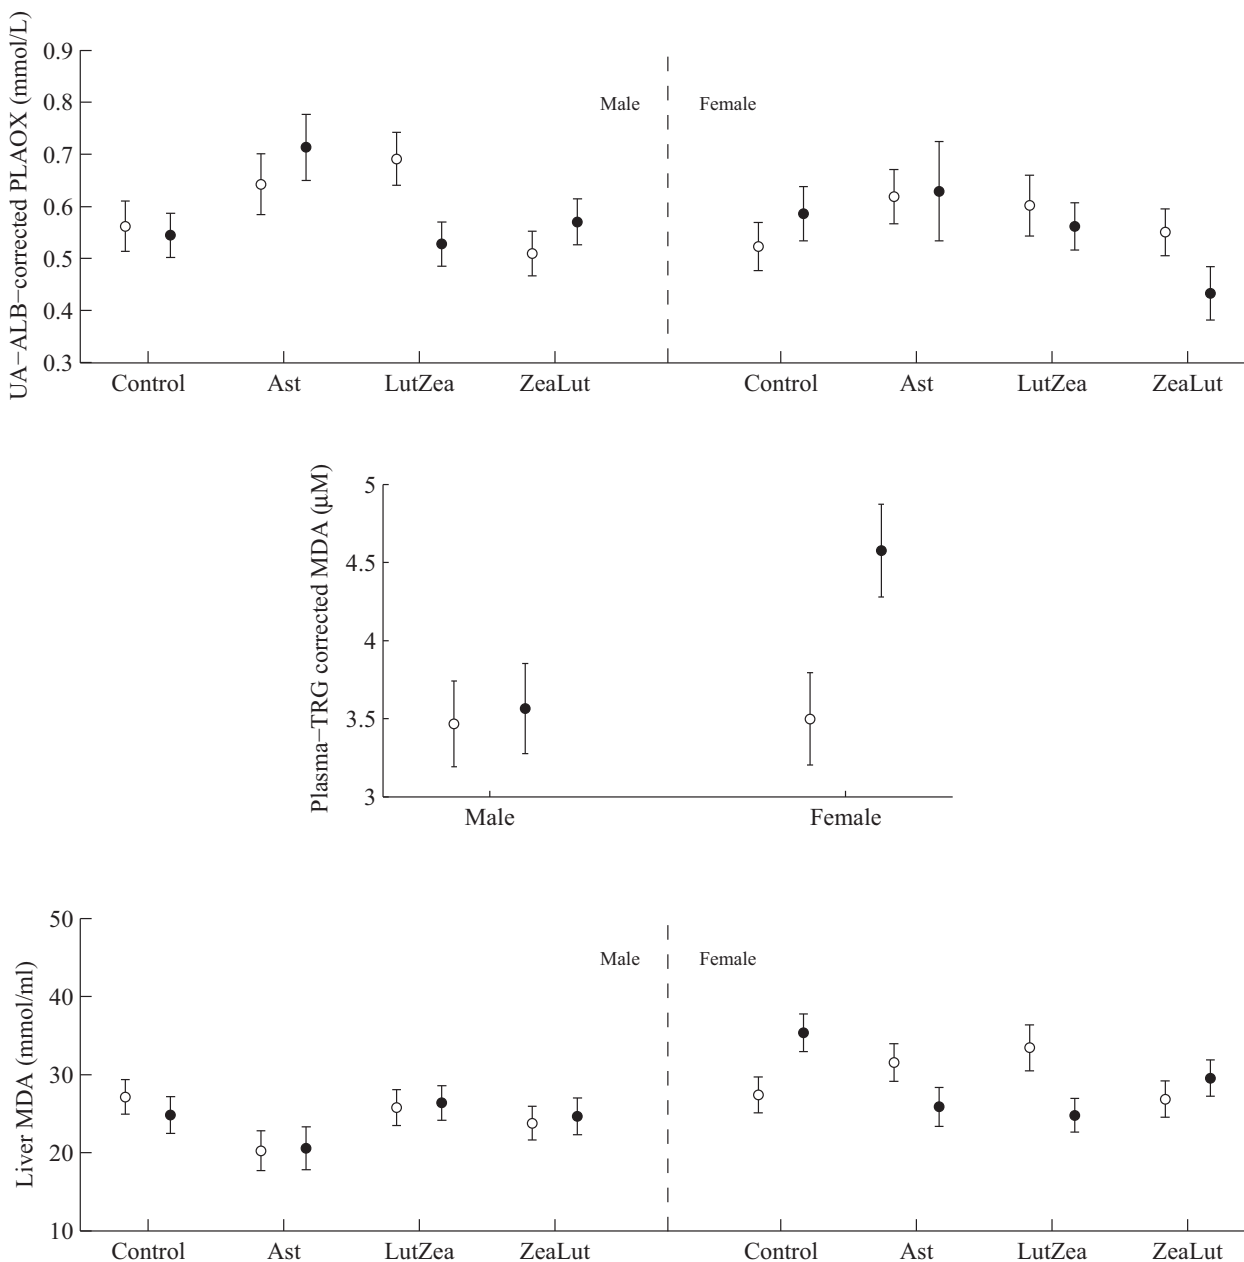 UA−ALB−corrected PLAOX (mmol/L)
0.9
0.8
0.7
0.6
0.5
0.4
0.3
Male
Female
Control Ast LutZea ZeaLut Control Ast LutZea ZeaLut
Plasma−TRG corrected MDA (µM)
5
4.5
4
3.5
3
Male Female
Liver MDA (mmol/ml)
50
40
30
20
10
Male
Female
Control Ast LutZea ZeaLut Control Ast LutZea ZeaLut